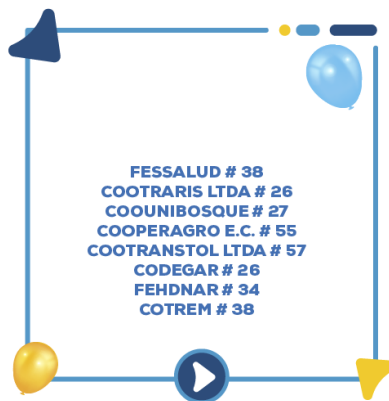 FESSALUD # 38
COOTRARIS LTDA # 26
COOUNIBOSQUE # 27
COOPERAGRO E.C. # 55
COOTRANSTOL LTDA # 57
CODEGAR # 26
FEHDNAR # 34
COTREM # 38